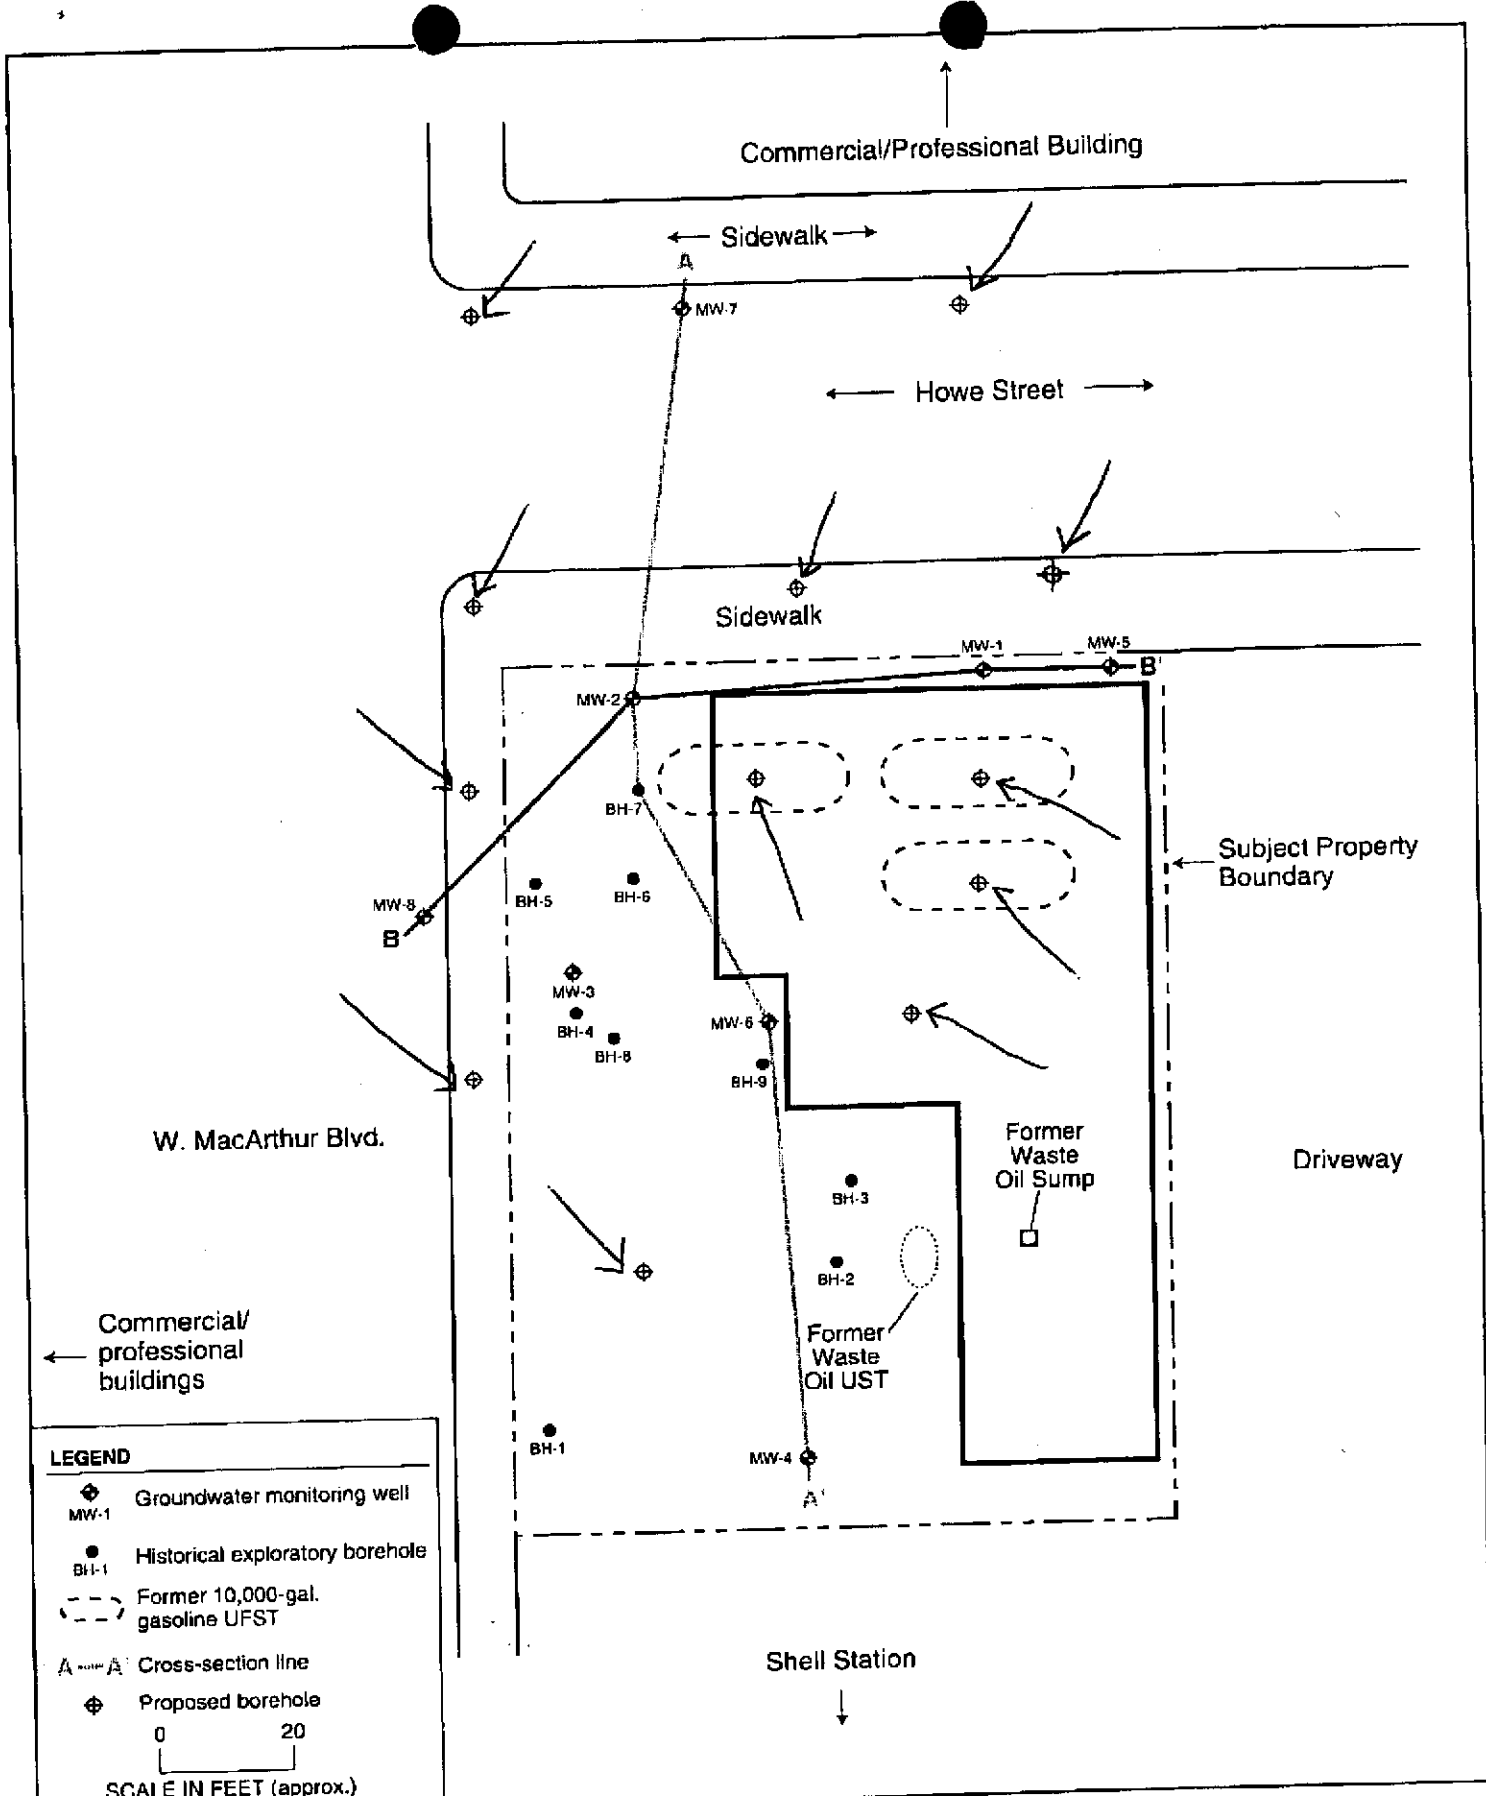 Commercial/Professional Building
Sidewalk
A
MW-7
Howe Street
Sidewalk
MW-1
MW-5
B'
MW-2
BH-7
Subject Property
Boundary
BH-5
BH-6
MW-8
B
MW-3
BH-4
BH-8
MW-6
BH-9
W. MacArthur Blvd.
Former
Waste
Oil Sump
Driveway
BH-3
BH-2
Commercial/
professional
buildings
Former
Waste
Oil UST
BH-1
MW-4
A'
LEGEND
MW-1 Groundwater monitoring well
BH-1 Historical exploratory borehole
Former 10,000-gal.
gasoline UFST
A A' Cross-section line
Proposed borehole
0 20
SCALE IN FEET (approx.)
Shell Station